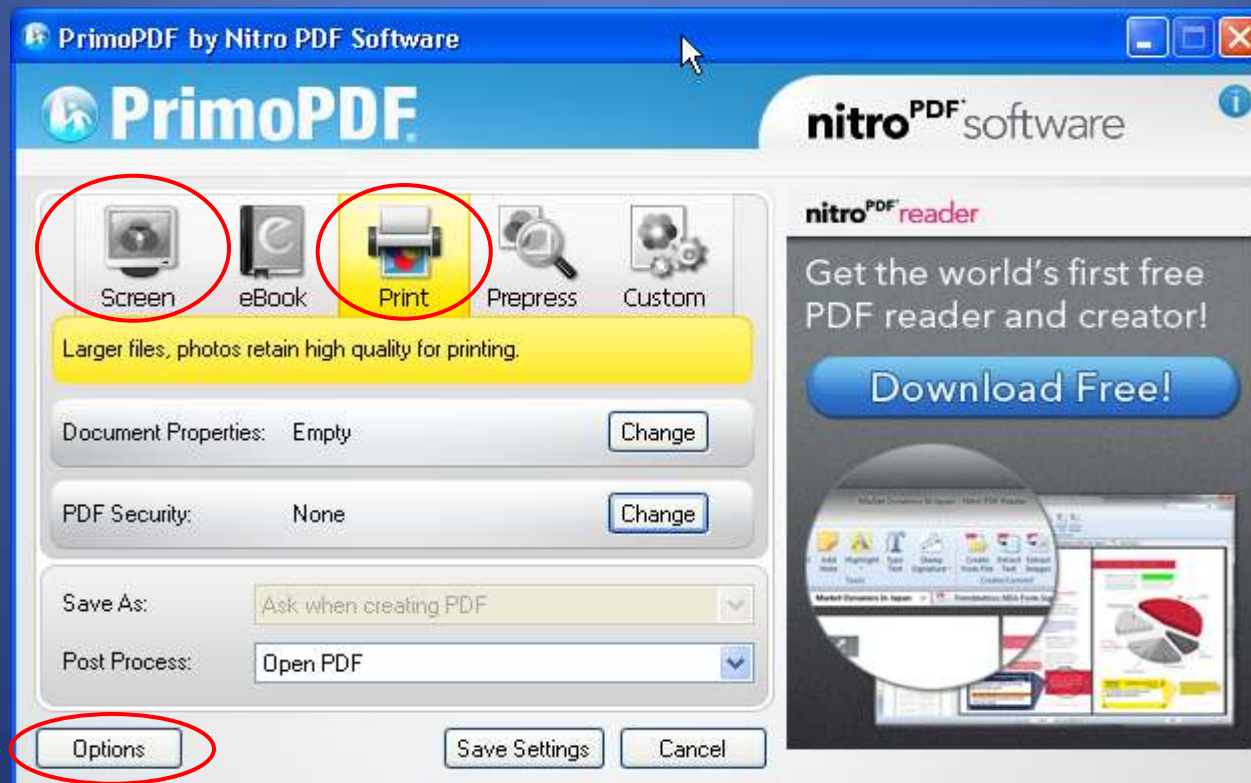 PrimoPDF by Nitro PDF Software
PrimoPDF
nitroPDF software
Screen
eBook
Print
Prepress
Custom
Larger files, photos retain high quality for printing.
Document Properties: Empty
Change
PDF Security: None
Change
Save As: Ask when creating PDF
Post Process: Open PDF
Options
Save Settings
Cancel
nitroPDF reader
Get the world's first free
PDF reader and creator!
Download Free!